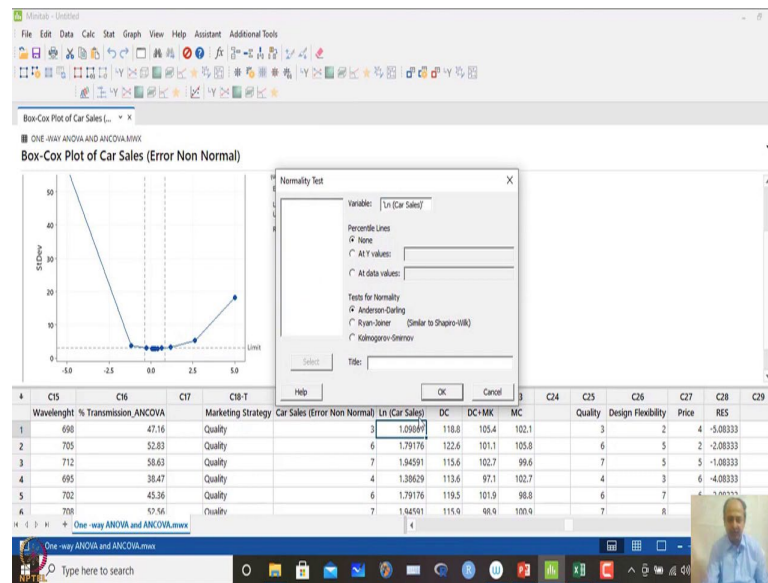 Minitab - Untitled
File Edit Data Calc Stat Graph View Help Assistant Additional Tools
Box-Cox Plot of Car Sales (...
ONE -WAY ANOVA AND ANCOVA.MWX
Box-Cox Plot of Car Sales (Error Non Normal)
StDev
50
40
30
20
10
0
Limit
-5.0 -2.5 0.0 2.5 5.0
Normality Test
Variable: 'Ln (Car Sales)'
Percentile Lines
None
At Y values:
At data values:
Tests for Normality
Anderson-Darling
Ryan-Joiner (Similar to Shapiro-Wilk)
Kolmogorov-Smirnov
Select
Title:
Help OK Cancel
C15 C16 C17 C18-T 3 C24 C25 C26 C27 C28 C29
Wavelenght % Transmission_ANCOVA Marketing Strategy Car Sales (Error Non Normal) Ln (Car Sales) DC DC+MK MC Quality Design Flexibility Price RES
1 698 47.16 Quality 3 1.09861 118.8 105.4 102.1 3 2 4 -5.08333
2 705 52.83 Quality 6 1.79176 122.6 101.1 105.8 6 5 2 -2.08333
3 712 58.63 Quality 7 1.94591 115.6 102.7 99.6 7 5 5 -1.08333
4 695 38.47 Quality 4 1.38629 113.6 97.1 102.7 4 3 6 -4.08333
5 702 45.36 Quality 6 1.79176 119.5 101.9 98.8 6 7
6 708 52.56 Quality 7 1.94591 115.9 98.9 100.9 7 8
One -way ANOVA and ANCOVA.mwx
One -way ANOVA and ANCOVA.mwx
Type here to search
NPTEL